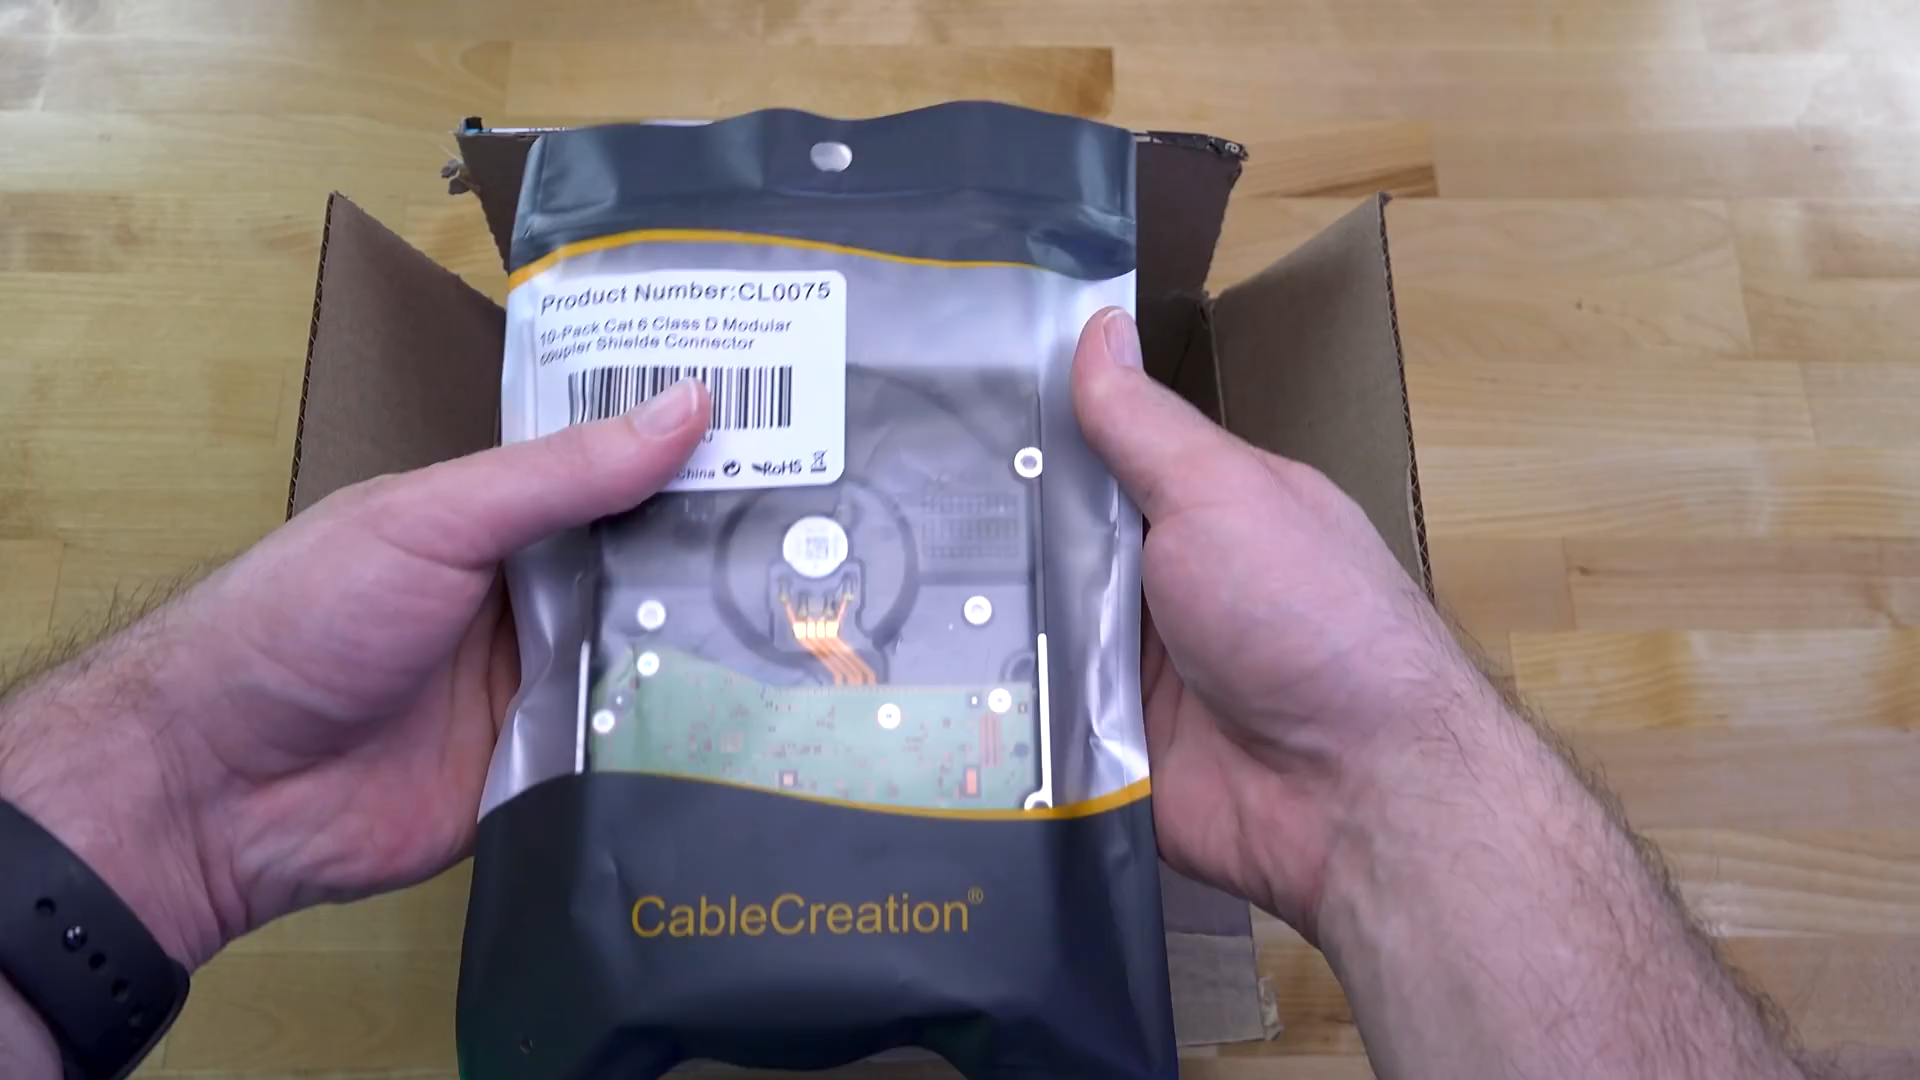 Product Number:CL0075
10-Pack Cat 6 Class D Modular
coupler Shielde Connector
China RoHS
CableCreation®